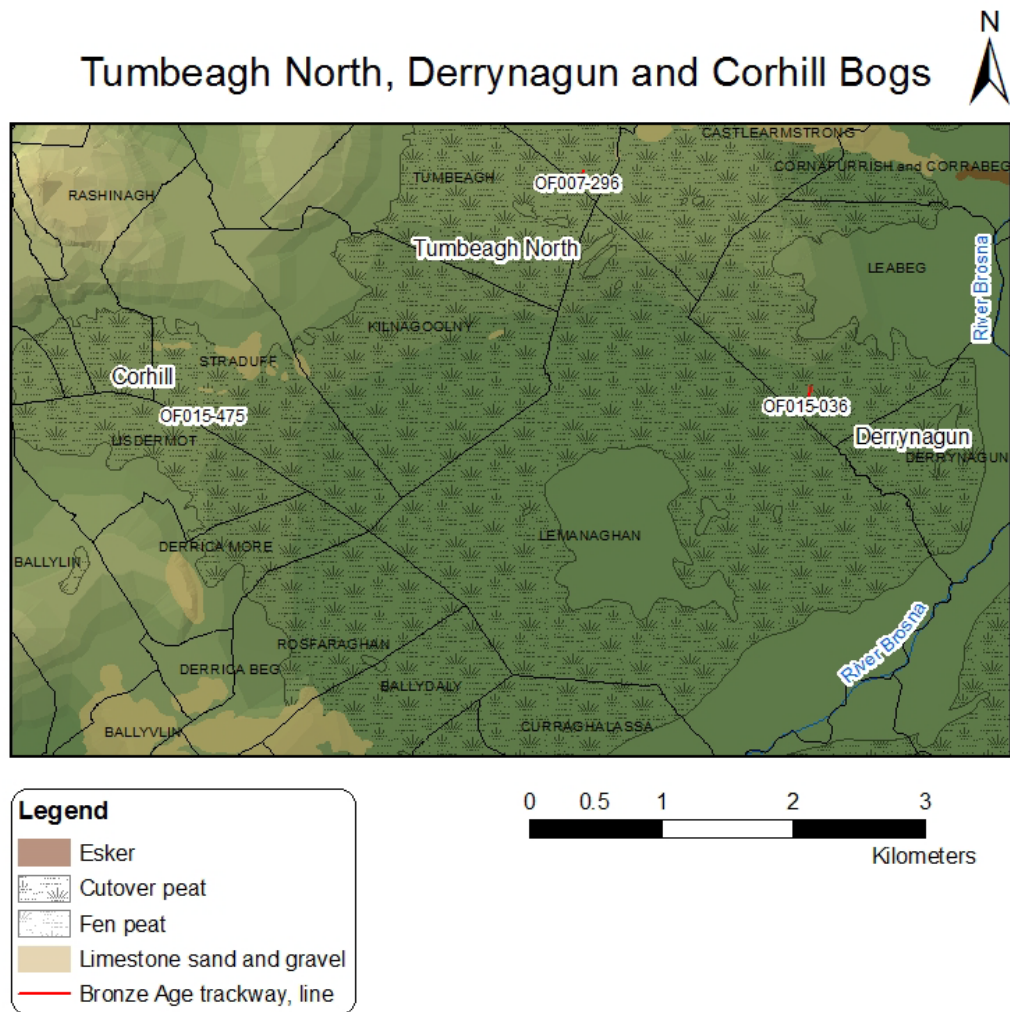 N
Tumbeagh North, Derrynagun and Corhill Bogs
CASTLEARMSTRONG
CORNAFURRISH and CORRABEG
RASHINAGH
TUMBEAGH
OF007-296
Tumbeagh North
River Brosna
LEABEG
KILNAGOOLNY
STRADUFF
Corhill
OF015-475
OF015-036
LISDERMOT
Derrynagun
DERRYNAGUN
LEMANAGHAN
DERRICA MORE
BALLYLIN
River Brosna
ROSFARAGHAN
DERRICA BEG
BALLYDALY
CURRAGHALASSA
BALLYVLIN
Legend
Esker
Cutover peat
Fen peat
Limestone sand and gravel
Bronze Age trackway, line
0 0.5 1 2 3
Kilometers